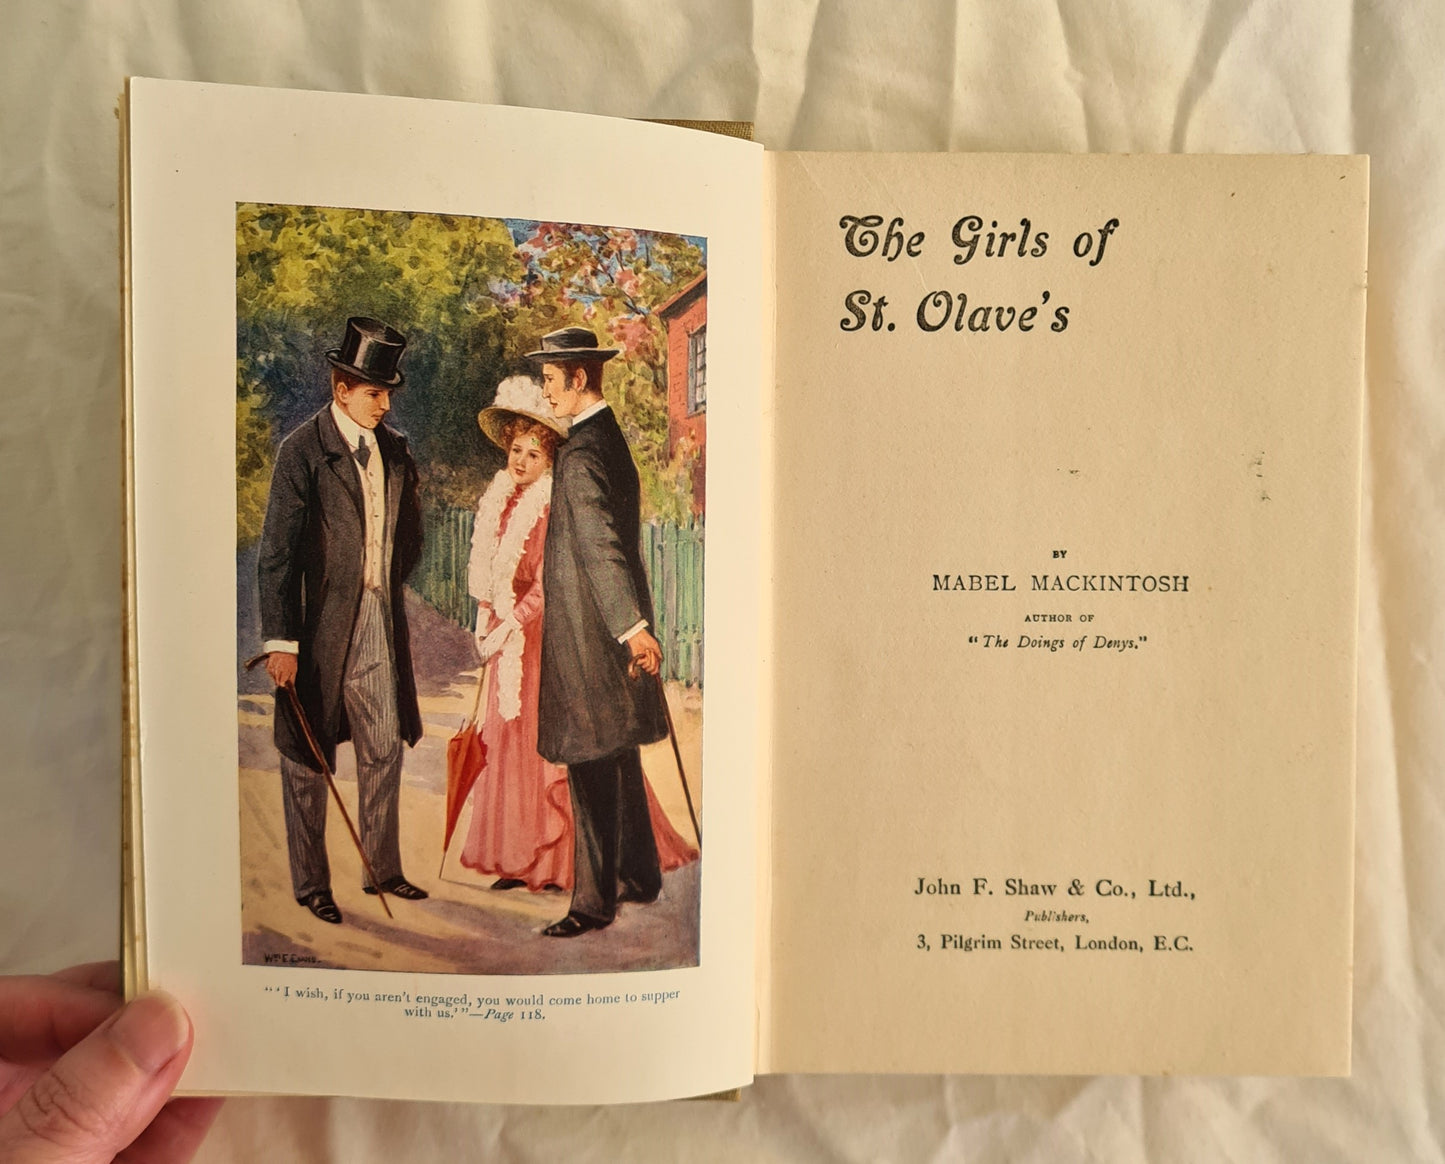 Wᵐ E Evans.
"'I wish, if you aren't engaged, you would come home to supper
with us.'"—Page 118.
The Girls of
St. Olave's
BY
MABEL MACKINTOSH
AUTHOR OF
"The Doings of Denys."
John F. Shaw & Co., Ltd.,
Publishers,
3, Pilgrim Street, London, E.C.